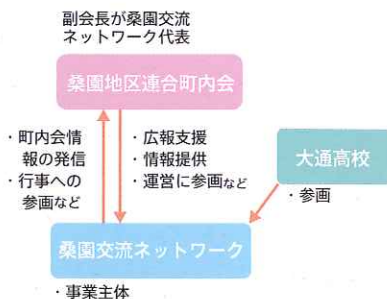 副会長が桑園交流
ネットワーク代表
桑園地区連合町内会
・町内会情
報の発信
・行事への
参画など
・広報支援
・情報提供
・運営に参画など
大通高校
・参画
桑園交流ネットワーク
・事業主体